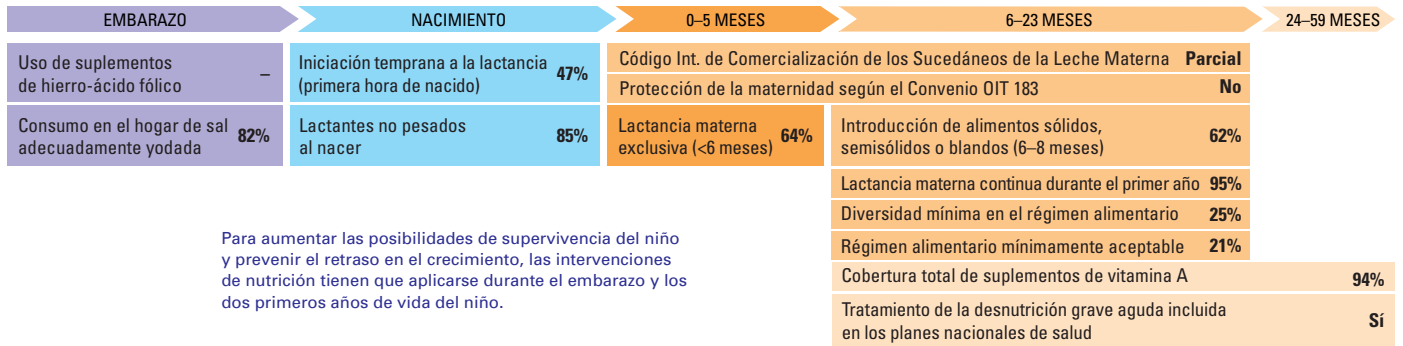 EMBARAZO
NACIMIENTO
0–5 MESES
6–23 MESES
24–59 MESES
Uso de suplementos
de hierro-ácido fólico
–
Consumo en el hogar de sal
adecuadamente yodada
82%
Iniciación temprana a la lactancia
(primera hora de nacido)
47%
Lactantes no pesados
al nacer
85%
Código Int. de Comercialización de los Sucedáneos de la Leche Materna Parcial
Protección de la maternidad según el Convenio OIT 183 No
Lactancia materna
exclusiva (<6 meses)
64%
Introducción de alimentos sólidos,
semisólidos o blandos (6–8 meses)
62%
Lactancia materna continua durante el primer año 95%
Diversidad mínima en el régimen alimentario 25%
Régimen alimentario mínimamente aceptable 21%
Cobertura total de suplementos de vitamina A 94%
Tratamiento de la desnutrición grave aguda incluida
en los planes nacionales de salud
Sí
Para aumentar las posibilidades de supervivencia del niño
y prevenir el retraso en el crecimiento, las intervenciones
de nutrición tienen que aplicarse durante el embarazo y los
dos primeros años de vida del niño.